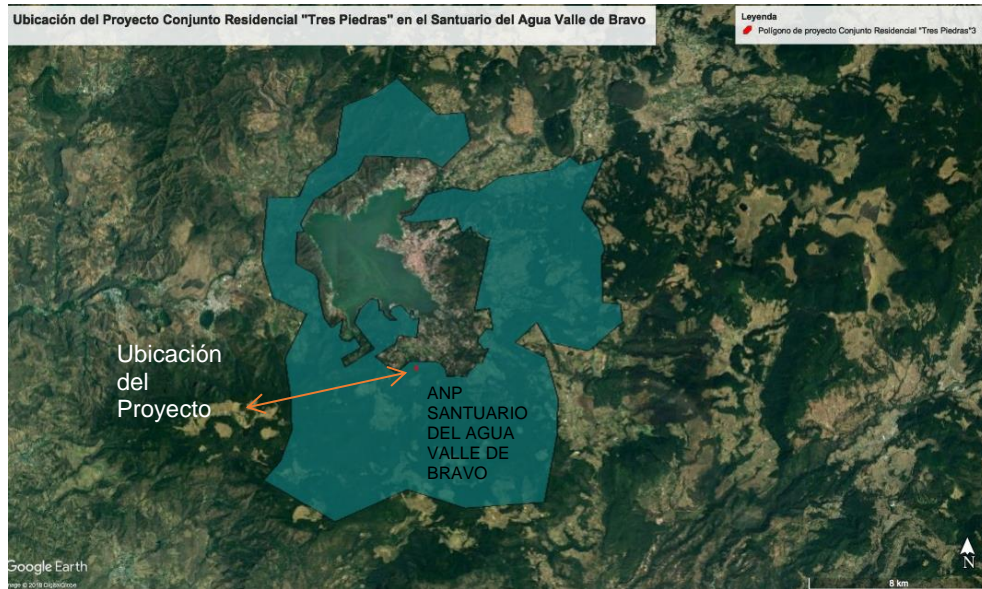 Ubicación del Proyecto Conjunto Residencial "Tres Piedras" en el Santuario del Agua Valle de Bravo
Leyenda
Polígono de proyecto Conjunto Residencial "Tres Piedras"3
Ubicación
del
Proyecto
ANP
SANTUARIO
DEL AGUA
VALLE DE
BRAVO
Google Earth
© 2018 DigitalGlobe
N
8 km